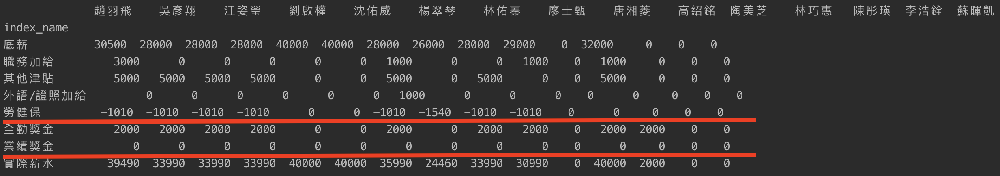 趙羽飛 吳彥翔 江姿瑩 劉啟權 沈佑威 楊翠琴 林佑蓁 廖士甄 唐湘菱 高紹銘 陶美芝 林巧惠 陳彤瑛 李浩銓 蘇暉凱
index_name
底薪 30500 28000 28000 28000 40000 40000 28000 26000 28000 29000 0 32000 0 0 0
職務加給 3000 0 0 0 0 0 1000 0 0 1000 0 1000 0 0 0
其他津貼 5000 5000 5000 5000 0 0 5000 0 5000 0 0 5000 0 0 0
外語/證照加給 0 0 0 0 0 0 1000 0 0 0 0 0 0 0 0
勞健保 -1010 -1010 -1010 -1010 0 0 -1010 -1540 -1010 -1010 0 0 0 0 0
全勤獎金 2000 2000 2000 2000 0 0 2000 0 2000 2000 0 2000 2000 0 0
業績獎金 0 0 0 0 0 0 0 0 0 0 0 0 0 0 0
實際薪水 39490 33990 33990 33990 40000 40000 35990 24460 33990 30990 0 40000 2000 0 0